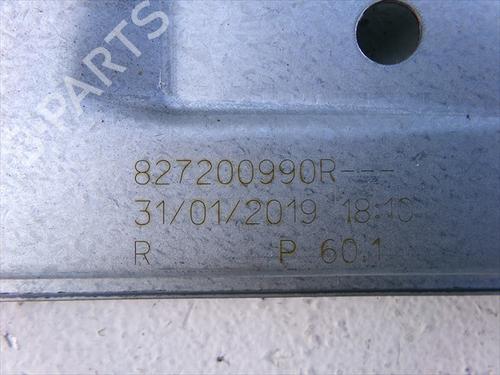 B-PARTS
827200990R---
31/01/2019 18:10
R P 60.1